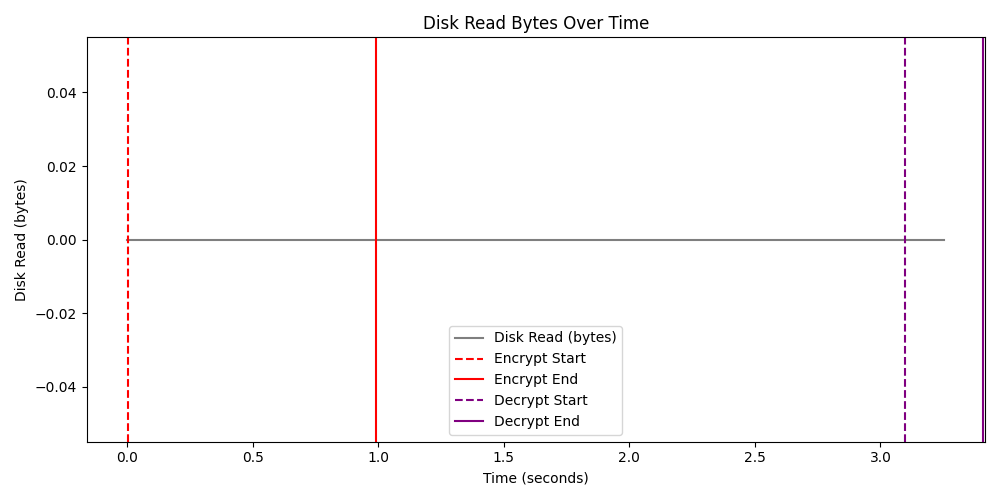 Disk Read Bytes Over Time
Disk Read (bytes)
0.04
0.02
0.00
−0.02
−0.04
Disk Read (bytes)
Encrypt Start
Encrypt End
Decrypt Start
Decrypt End
0.0 0.5 1.0 1.5 2.0 2.5 3.0
Time (seconds)